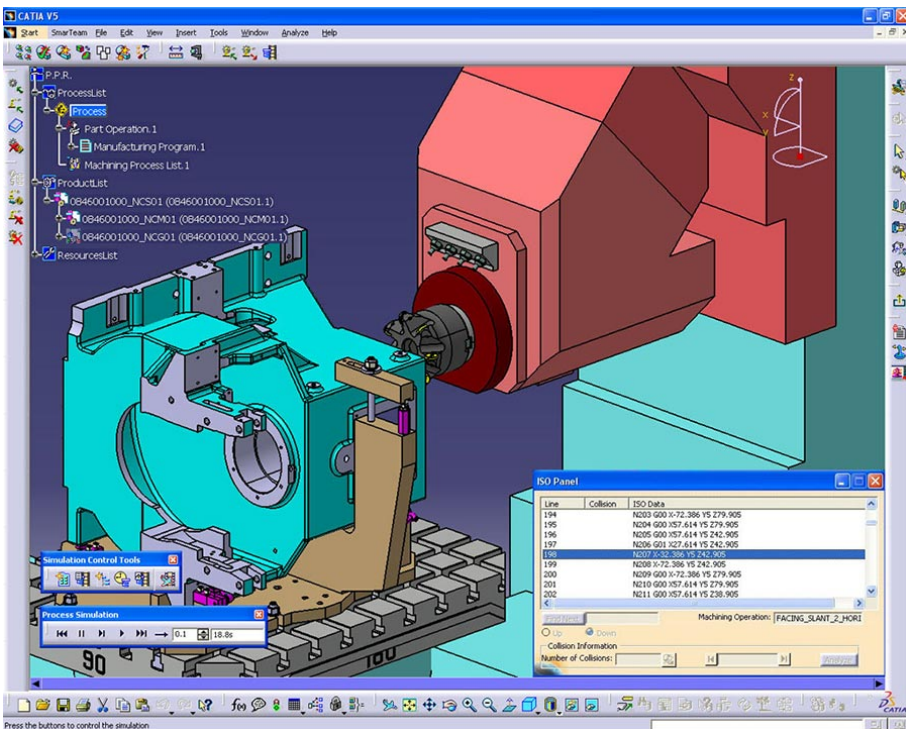 CATIA V5
Start SmarTeam File Edit View Insert Tools Window Analyze Help
P.P.R.
ProcessList
Process
Part Operation.1
Manufacturing Program.1
Machining Process List.1
ProductList
0B46001000_NCS01 (0B46001000_NCS01.1)
0B46001000_NCM01 (0B46001000_NCM01.1)
0B46001000_NCG01 (0B46001000_NCG01.1)
ResourcesList
z
x
y
ISO Panel
Line Collision ISO Data
194 N203 G00 X-72.386 Y5 Z79.905
195 N204 G00 X57.614 Y5 Z79.905
196 N205 G00 X57.614 Y5 Z42.905
197 N206 G01 X27.614 Y5 Z42.905
198 N207 X-32.386 Y5 Z42.905
199 N208 X-72.386 Y5 Z42.905
200 N209 G00 X-72.386 Y5 Z79.905
201 N210 G00 X57.614 Y5 Z79.905
202 N211 G00 X57.614 Y5 Z38.905
Find Next Machining Operation: FACING_SLANT_2_HORI
Up Down
Collision Information
Number of Collisions: Analyze
Simulation Control Tools
Process Simulation
0.1 18.8s
90
180
CATIA
Press the buttons to control the simulation